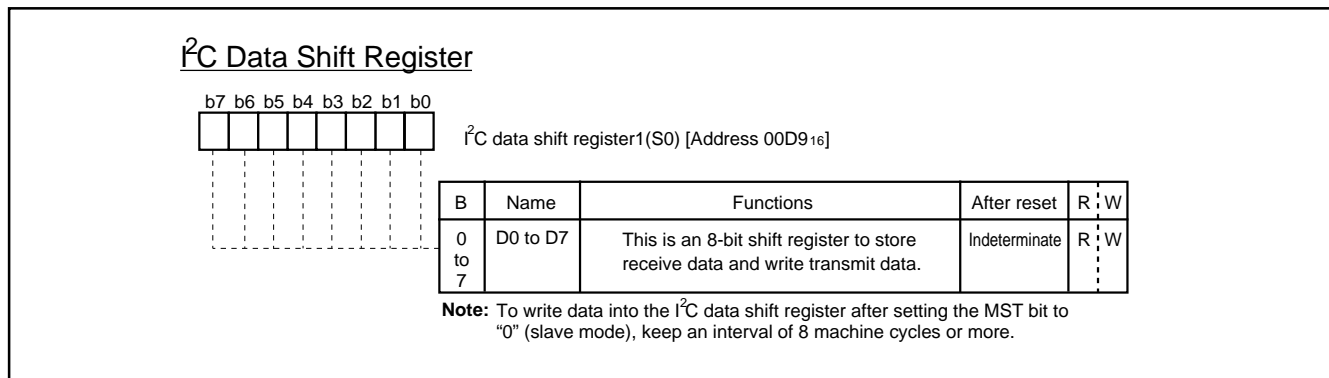 I²C Data Shift Register
b7 b6 b5 b4 b3 b2 b1 b0
I²C data shift register1(S0) [Address 00D9₁₆]
B Name Functions After reset R W
0 to 7 D0 to D7 This is an 8-bit shift register to store Indeterminate R W
receive data and write transmit data.
Note: To write data into the I²C data shift register after setting the MST bit to
“0” (slave mode), keep an interval of 8 machine cycles or more.